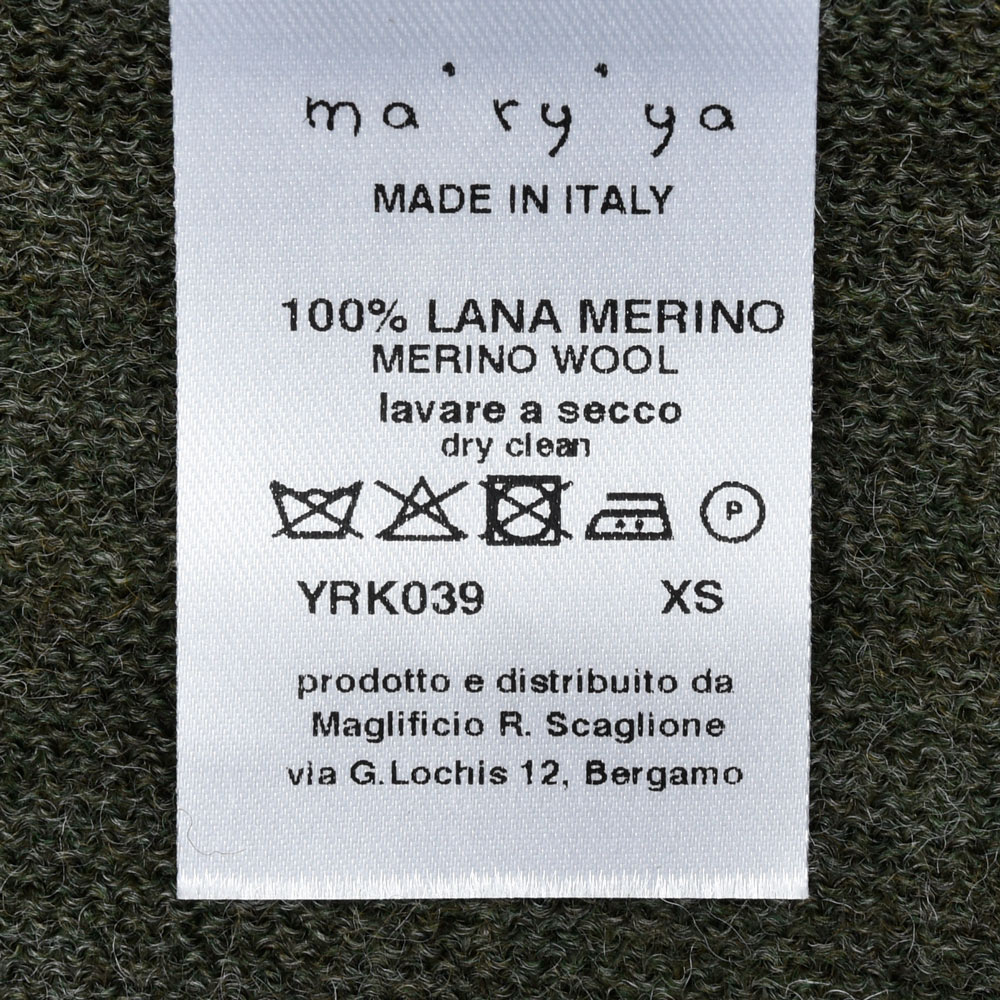 ma'ry'ya
MADE IN ITALY
100% LANA MERINO
MERINO WOOL
lavare a secco
dry clean
P
YRK039 XS
prodotto e distribuito da
Maglificio R. Scaglione
via G.Lochis 12, Bergamo